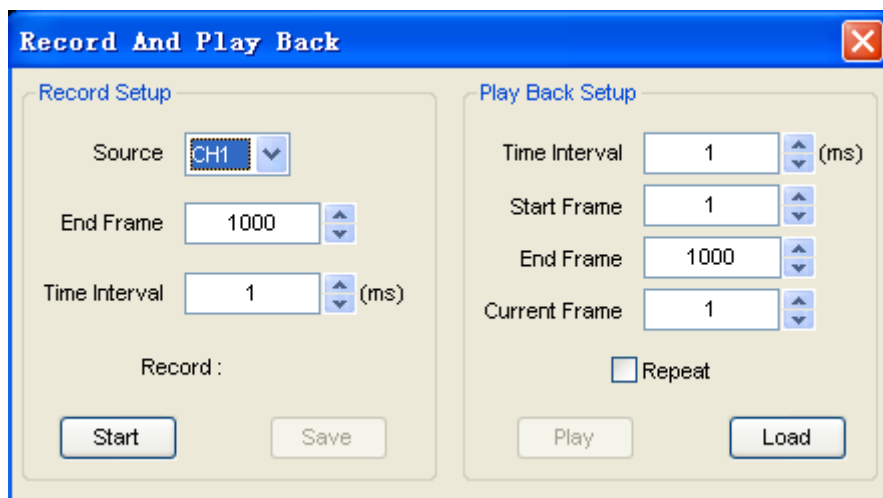 Record And Play Back
Record Setup
Source CH1
End Frame 1000
Time Interval 1 (ms)
Record :
Start Save
Play Back Setup
Time Interval 1 (ms)
Start Frame 1
End Frame 1000
Current Frame 1
Repeat
Play Load